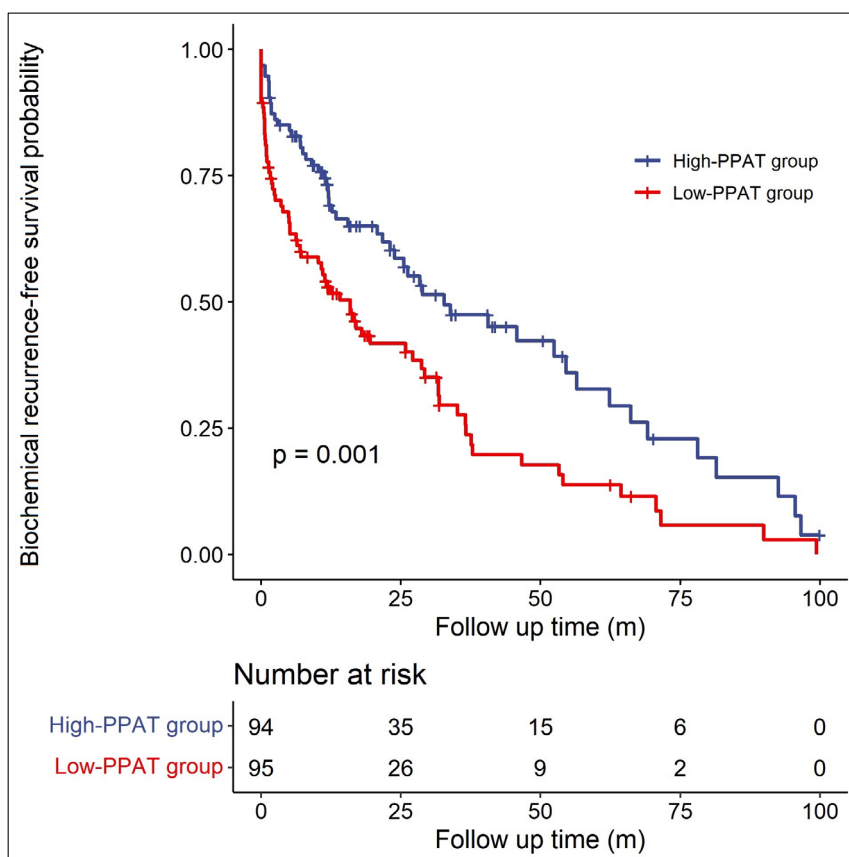 Biochemical recurrence-free survival probability
1.00
0.75
0.50
0.25
0.00
High-PPAT group
Low-PPAT group
p = 0.001
0 25 50 75 100
Follow up time (m)
Number at risk
High-PPAT group 94 35 15 6 0
Low-PPAT group 95 26 9 2 0
0 25 50 75 100
Follow up time (m)